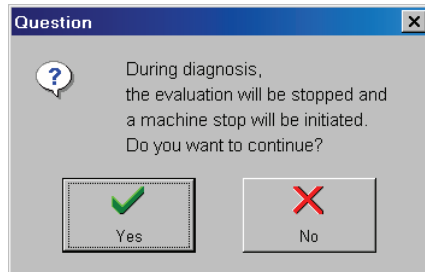 Question
During diagnosis,
the evaluation will be stopped and
a machine stop will be initiated.
Do you want to continue?
Yes
No